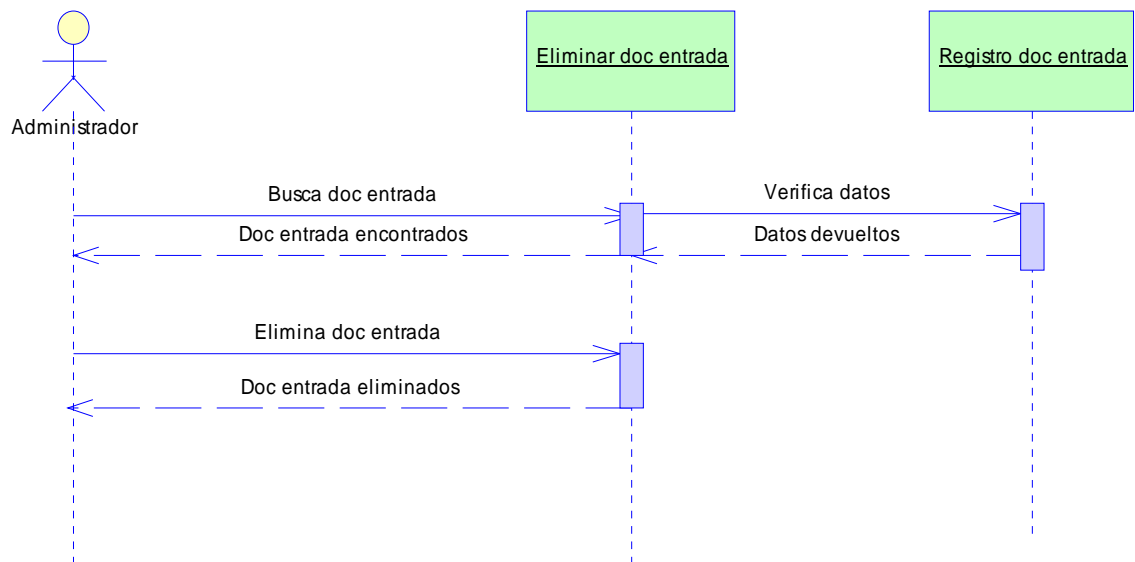 Eliminar doc entrada
Registro doc entrada
Administrador
Busca doc entrada
Verifica datos
Doc entrada encontrados
Datos devueltos
Elimina doc entrada
Doc entrada eliminados